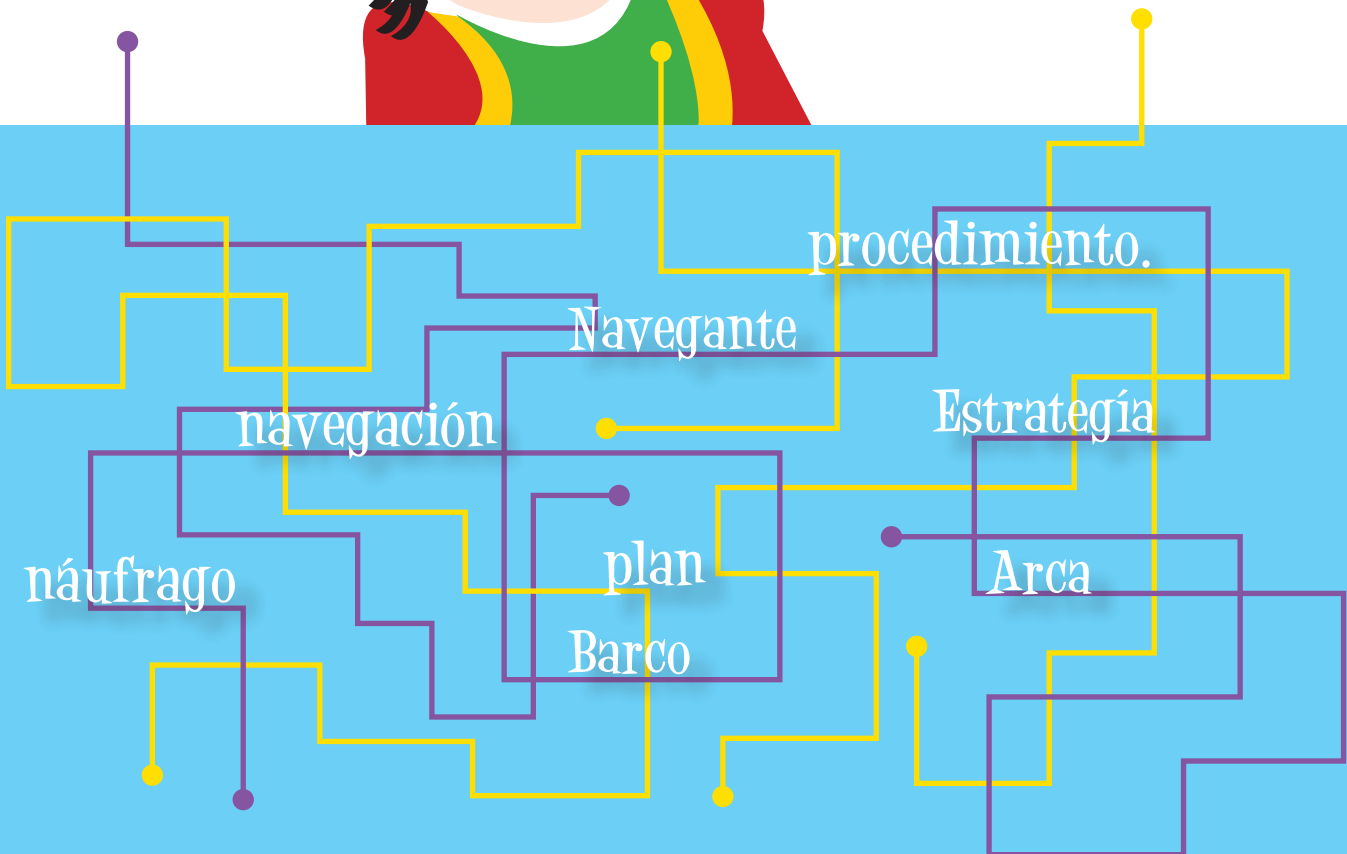 procedimiento.
Navegante
Estrategía
navegación
náufrago
plan
Arca
Barco